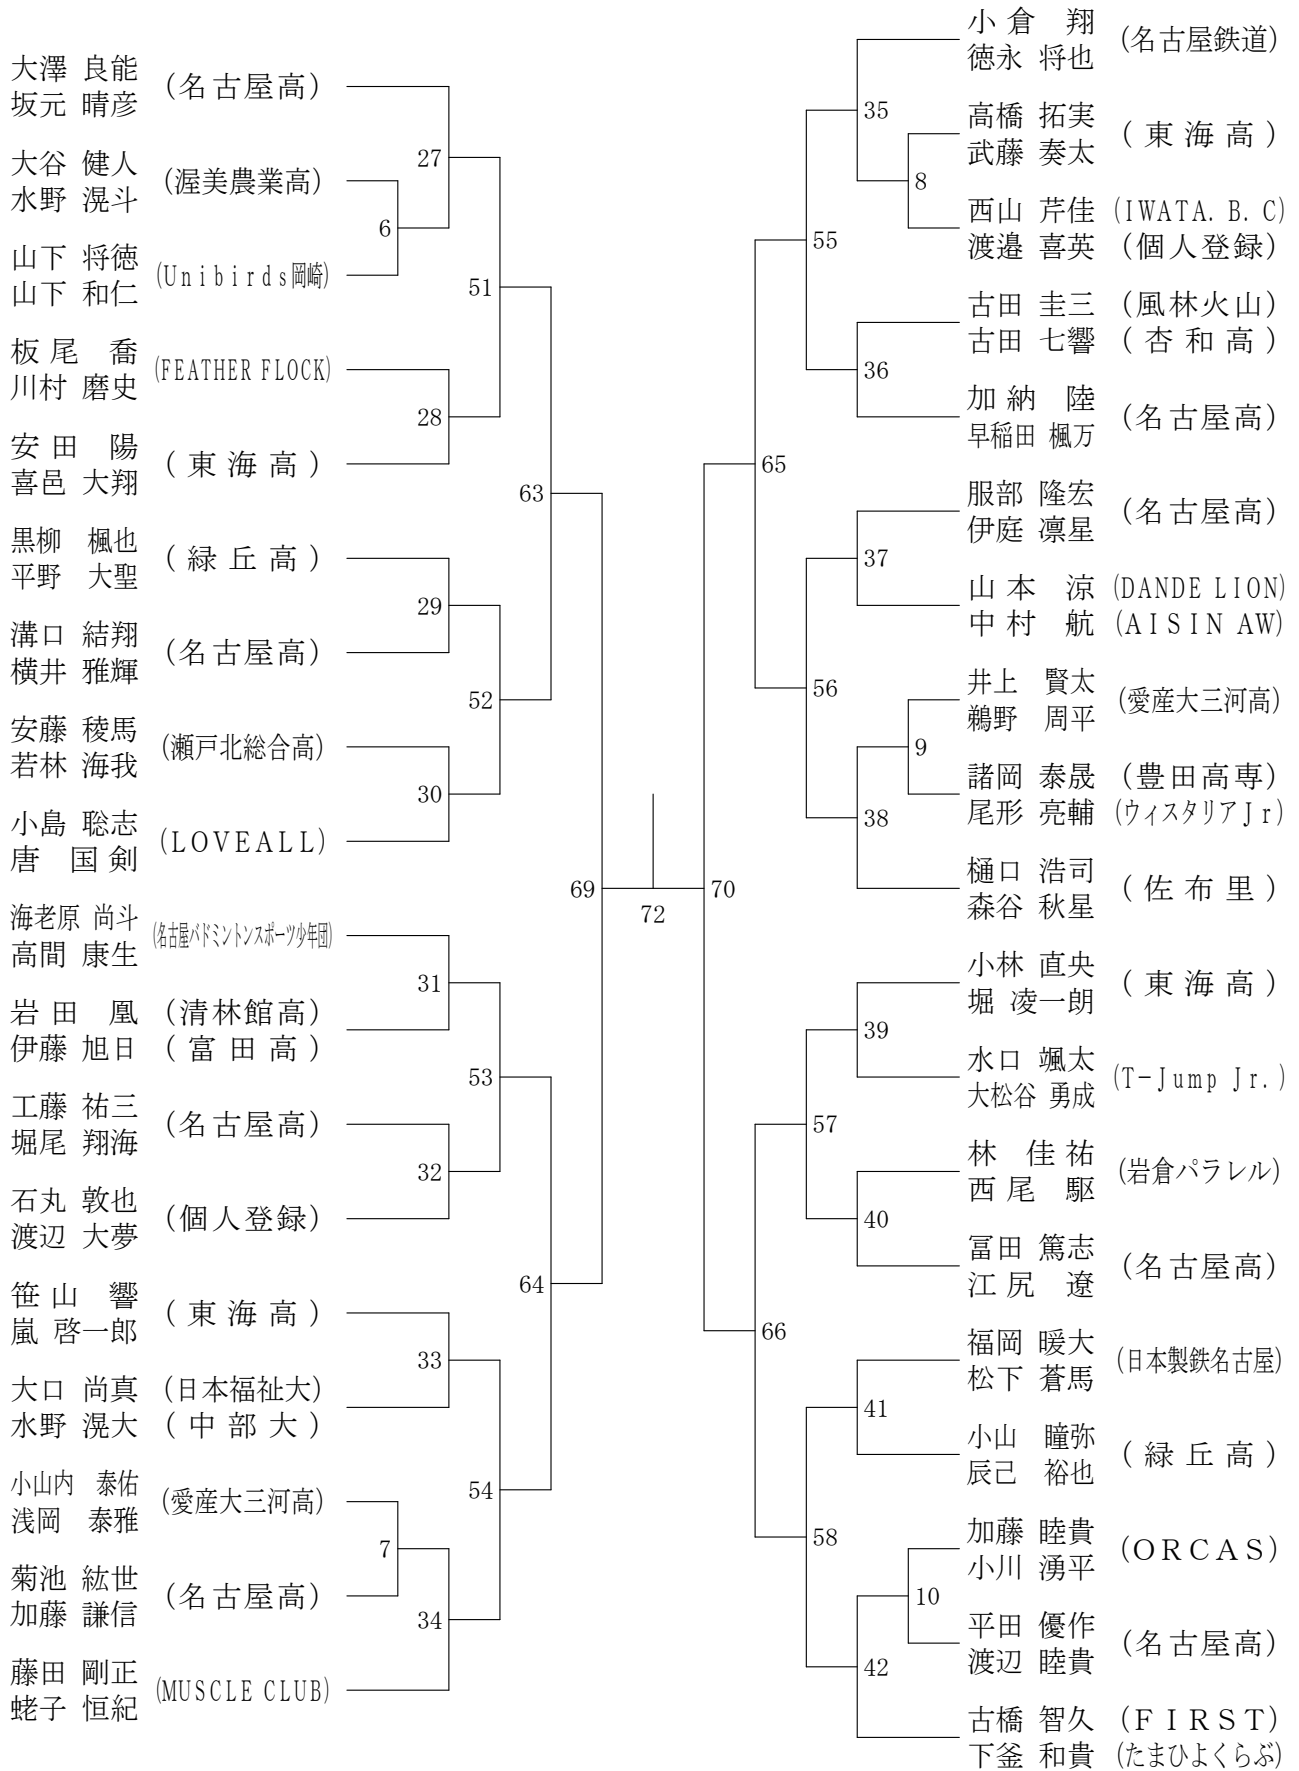 大澤 良能 (名古屋高)
坂元 晴彦
27
大谷 健人 (渥美農業高)
水野 滉斗
6
山下 将徳 (Unibirds岡崎)
山下 和仁
51
板尾 喬 (FEATHER FLOCK)
川村 磨史
28
安田 陽 (東海高)
喜邑 大翔
63
黒柳 楓也 (緑丘高)
平野 大聖
29
溝口 結翔 (名古屋高)
横井 雅輝
52
安藤 稜馬 (瀬戸北総合高)
若林 海我
30
小島 聡志 (LOVEALL)
唐 国剣
69
72
海老原 尚斗 (名古屋バドミントンスポーツ少年団)
高間 康生
31
岩田 凰 (清林館高)
伊藤 旭日 (富田高)
53
工藤 祐三 (名古屋高)
堀尾 翔海
32
石丸 敦也 (個人登録)
渡辺 大夢
64
笹山 響 (東海高)
嵐 啓一郎
33
大口 尚真 (日本福祉大)
水野 滉大 (中部大)
54
小山内 泰佑 (愛産大三河高)
浅岡 泰雅
7
菊池 紘世 (名古屋高)
加藤 謙信
34
藤田 剛正 (MUSCLE CLUB)
蛯子 恒紀
小倉 翔 (名古屋鉄道)
徳永 将也
35
高橋 拓実 (東海高)
武藤 奏太
8
西山 芹佳 (IWATA.B.C)
渡邉 喜英 (個人登録)
55
古田 圭三 (風林火山)
古田 七響 (杏和高)
36
加納 陸 (名古屋高)
早稲田 楓万
65
服部 隆宏 (名古屋高)
伊庭 凛星
37
山本 涼 (DANDE LION)
中村 航 (AISIN AW)
56
井上 賢太 (愛産大三河高)
鵜野 周平
9
諸岡 泰晟 (豊田高専)
尾形 亮輔 (ウィスタリアJr)
38
樋口 浩司 (佐布里)
森谷 秋星
70
小林 直央 (東海高)
堀 凌一朗
39
水口 颯太 (T-Jump Jr.)
大松谷 勇成
57
林 佳祐 (岩倉パラレル)
西尾 駆
40
冨田 篤志 (名古屋高)
江尻 遼
66
福岡 暖大 (日本製鉄名古屋)
松下 蒼馬
41
小山 瞳弥 (緑丘高)
辰己 裕也
58
加藤 睦貴 (ORCAS)
小川 湧平
10
平田 優作 (名古屋高)
渡辺 睦貴
42
古橋 智久 (FIRST)
下釜 和貴 (たまひよくらぶ)